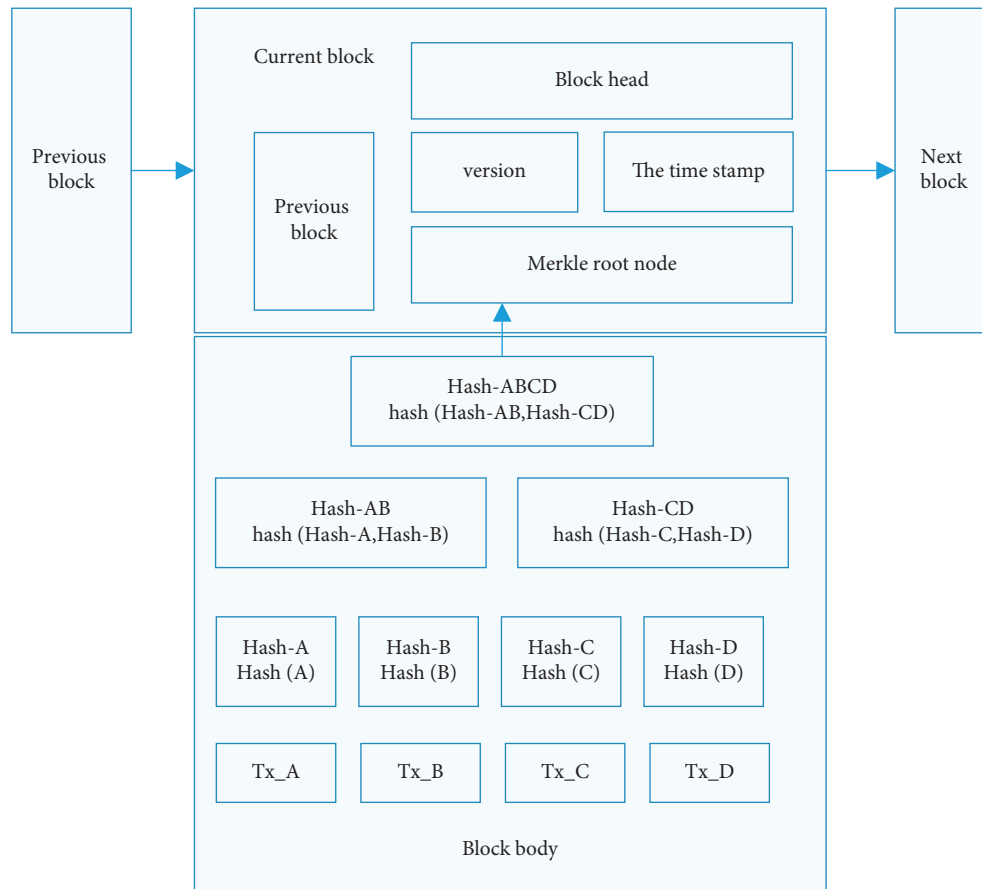 Previous
block
Current block
Block head
Previous
block
version
The time stamp
Merkle root node
Next
block
Hash-ABCD
hash (Hash-AB,Hash-CD)
Hash-AB
hash (Hash-A,Hash-B)
Hash-CD
hash (Hash-C,Hash-D)
Hash-A
Hash (A)
Hash-B
Hash (B)
Hash-C
Hash (C)
Hash-D
Hash (D)
Tx_A
Tx_B
Tx_C
Tx_D
Block body